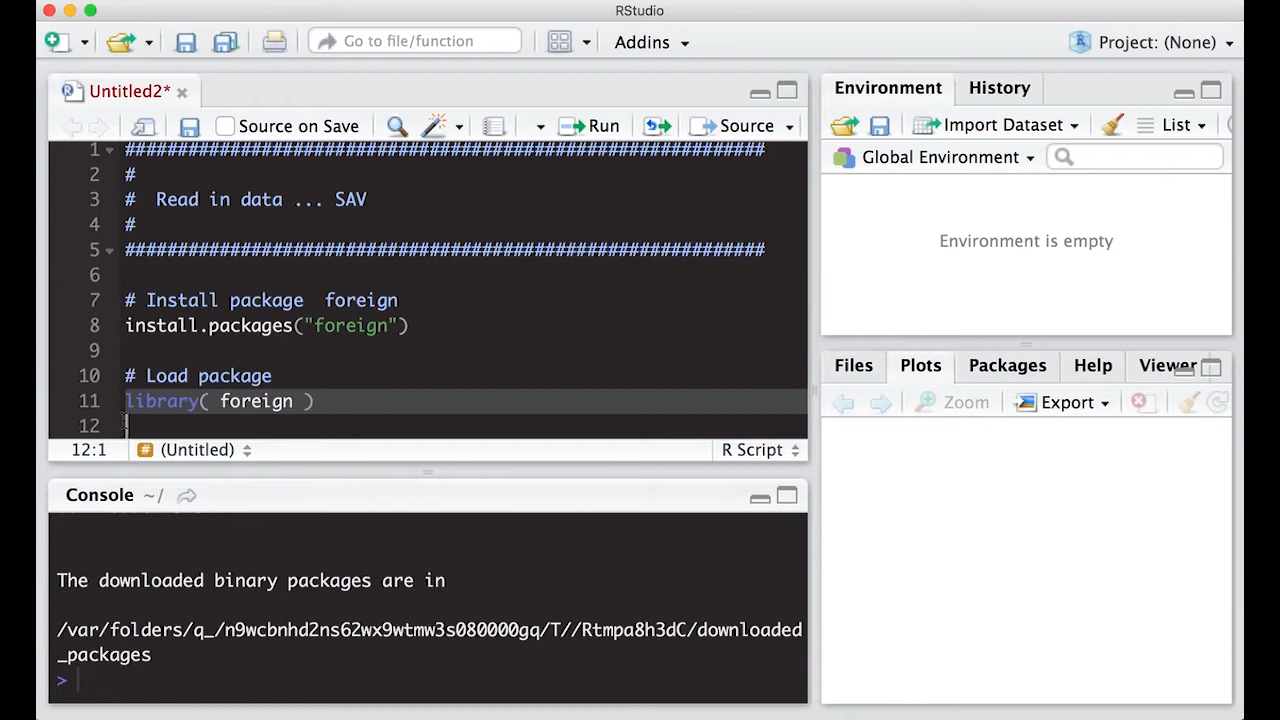 RStudio
Go to file/function
Addins
Project: (None)
Untitled2*
Source on Save
Run
Source
1 #############################################################
2 #
3 #  Read in data ... SAV
4 #
5 #############################################################
6
7 # Install package  foreign
8 install.packages("foreign")
9
10 # Load package
11 library( foreign )
12
12:1
(Untitled)
R Script
Console ~/
The downloaded binary packages are in
/var/folders/q_/n9wcbnhd2ns62wx9wtmw3s080000gq/T//Rtmpa8h3dC/downloaded
_packages
>
Environment
History
Import Dataset
List
Global Environment
Environment is empty
Files
Plots
Packages
Help
Viewer
Zoom
Export